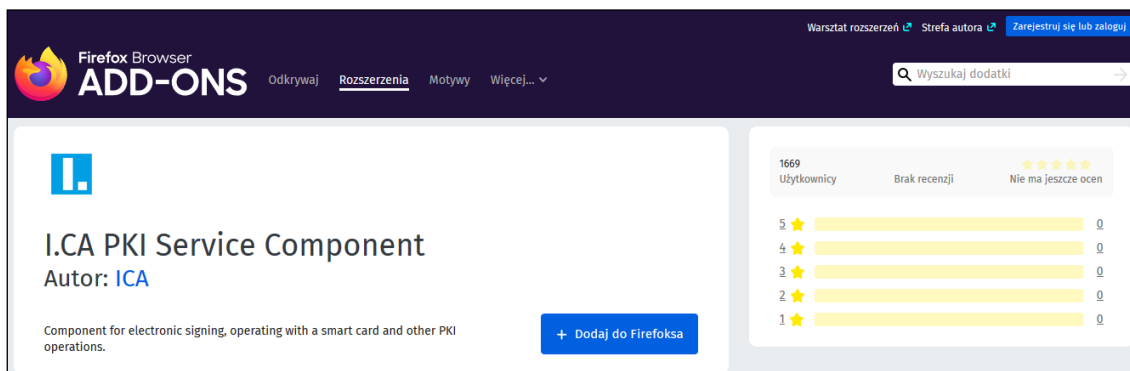 Warsztat rozszerzeń Strefa autora Zarejestruj się lub zaloguj
Firefox Browser
ADD-ONS
Odkrywaj Rozszerzenia Motywy Więcej...
Wyszukaj dodatki
I.
I.CA PKI Service Component
Autor: ICA
Component for electronic signing, operating with a smart card and other PKI
operations.
+ Dodaj do Firefoksa
1669
Użytkownicy Brak recenzji Nie ma jeszcze ocen
5 0
4 0
3 0
2 0
1 0